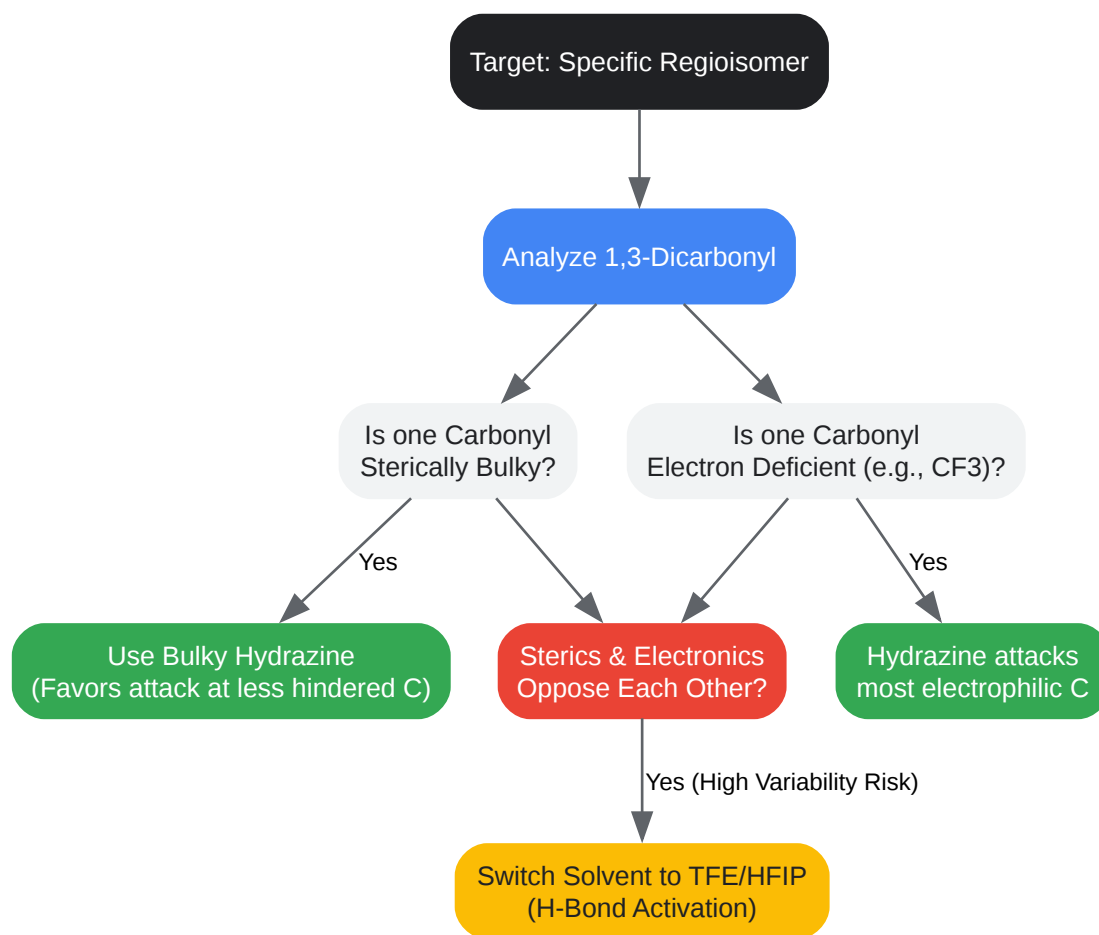 Target: Specific Regioisomer
Analyze 1,3-Dicarbonyl
Is one Carbonyl
Sterically Bulky?
Is one Carbonyl
Electron Deficient (e.g., CF3)?
Yes
Yes
Use Bulky Hydrazine
(Favors attack at less hindered C)
Sterics & Electronics
Oppose Each Other?
Hydrazine attacks
most electrophilic C
Yes (High Variability Risk)
Switch Solvent to TFE/HFIP
(H-Bond Activation)